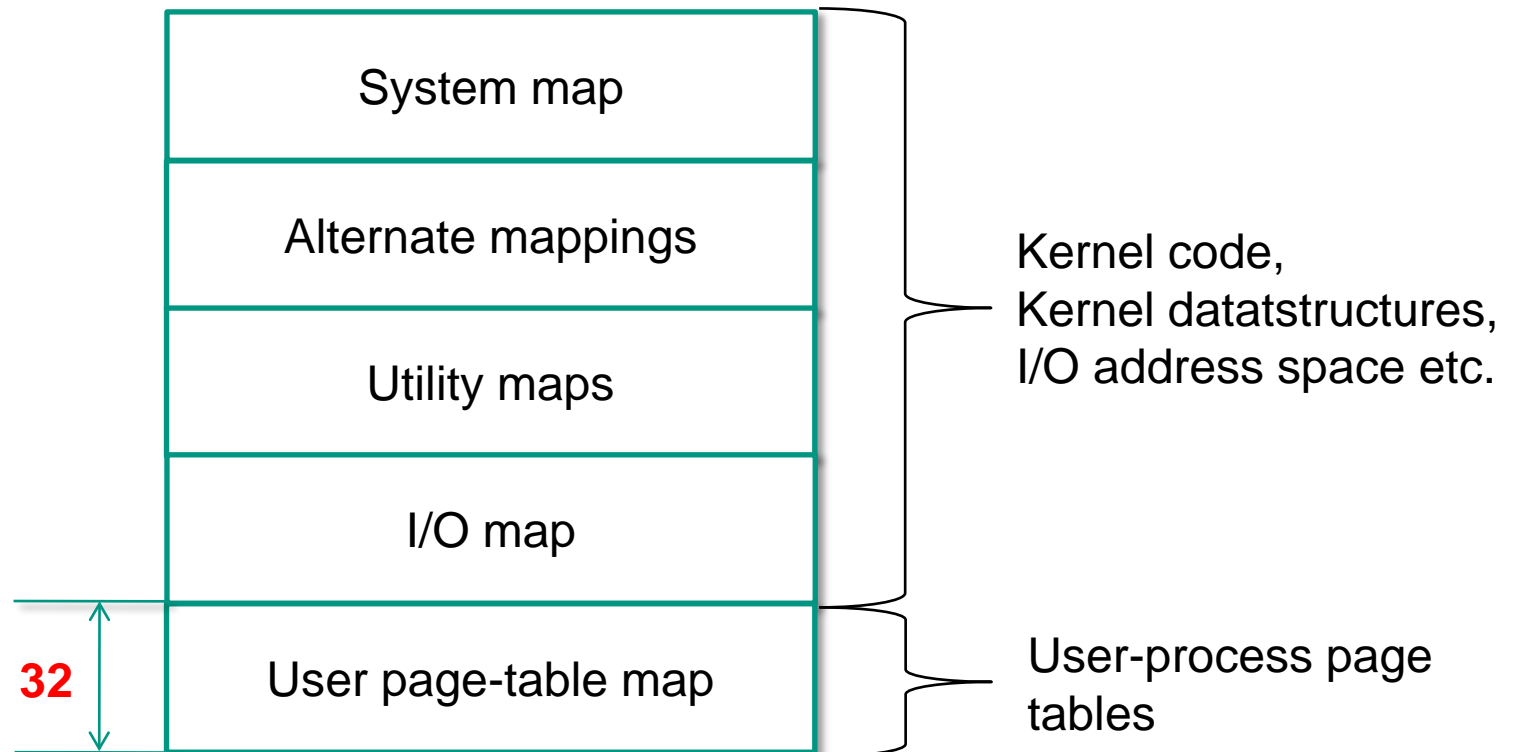 System map
Alternate mappings
Utility maps
I/O map
Kernel code,
Kernel datatstructures,
I/O address space etc.
32
User page-table map
User-process page
tables